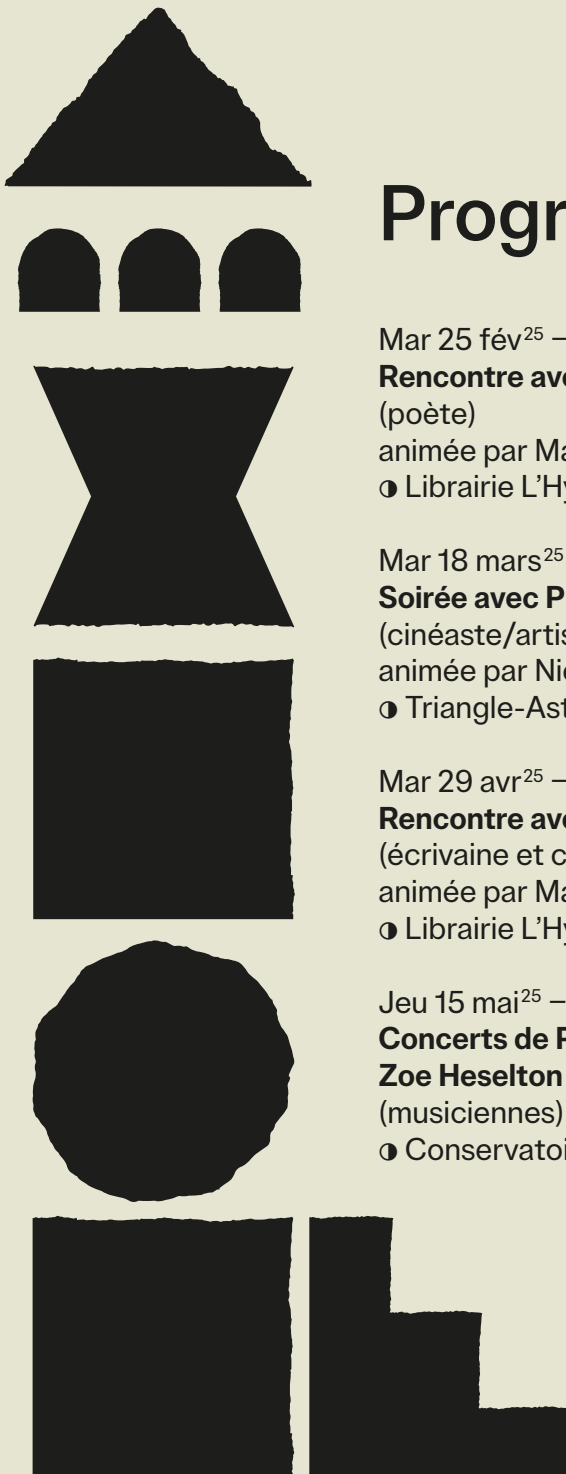 Progr
Mar 25 fév²⁵ –
Rencontre ave
(poète)
animée par Ma
◑ Librairie L’Hy
Mar 18 mars²⁵
Soirée avec P
(cinéaste/artis
animée par Nic
◑ Triangle-Ast
Mar 29 avr²⁵ –
Rencontre ave
(écrivaine et c
animée par Ma
◑ Librairie L’Hy
Jeu 15 mai²⁵ –
Concerts de P
Zoe Heselton
(musiciennes)
◑ Conservatoi